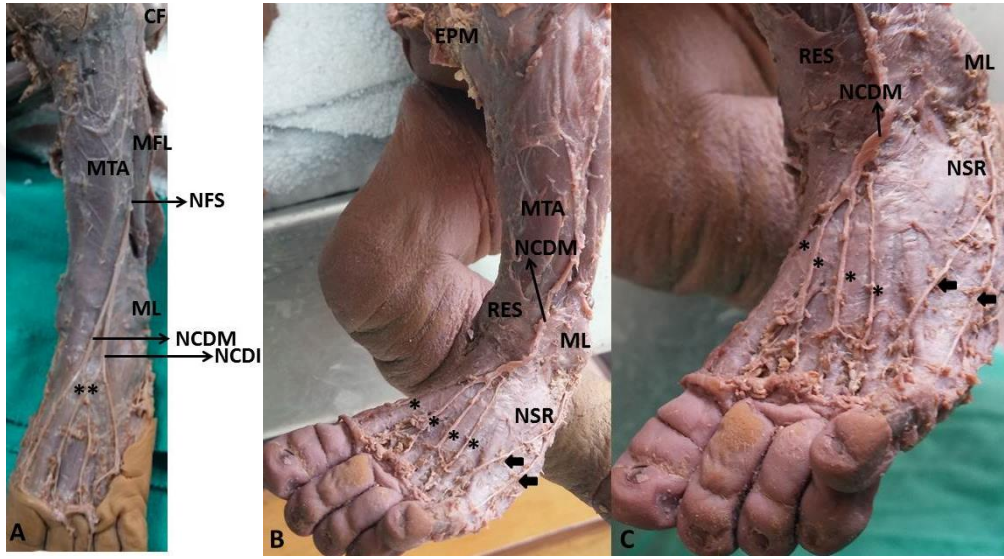 CF
MFL
MTA
NFS
ML
NCDM
NCDI
**
A
EPM
MTA
NCDM
RES
ML
NSR
*
*
*
*
B
RES
ML
NCDM
NSR
*
*
*
*
C